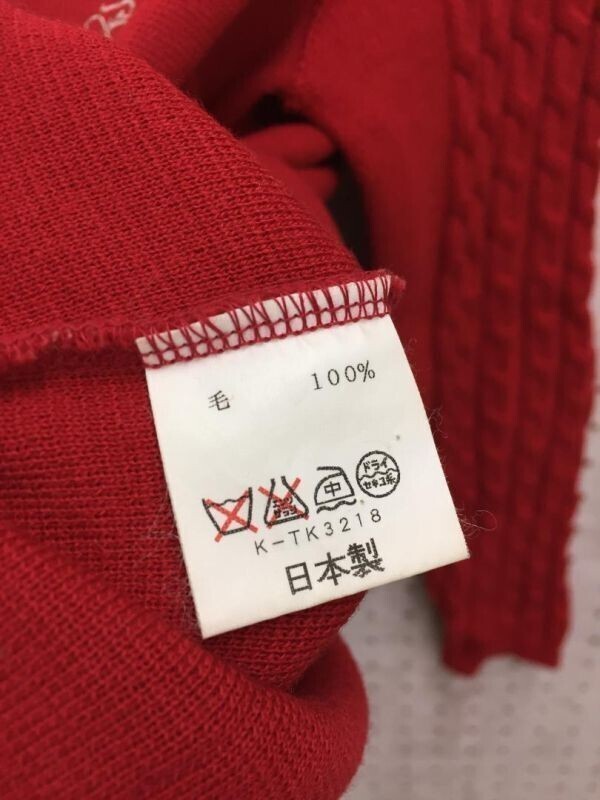 毛 100%
中 ドライ
セキユ系
K-TK3218
日本製